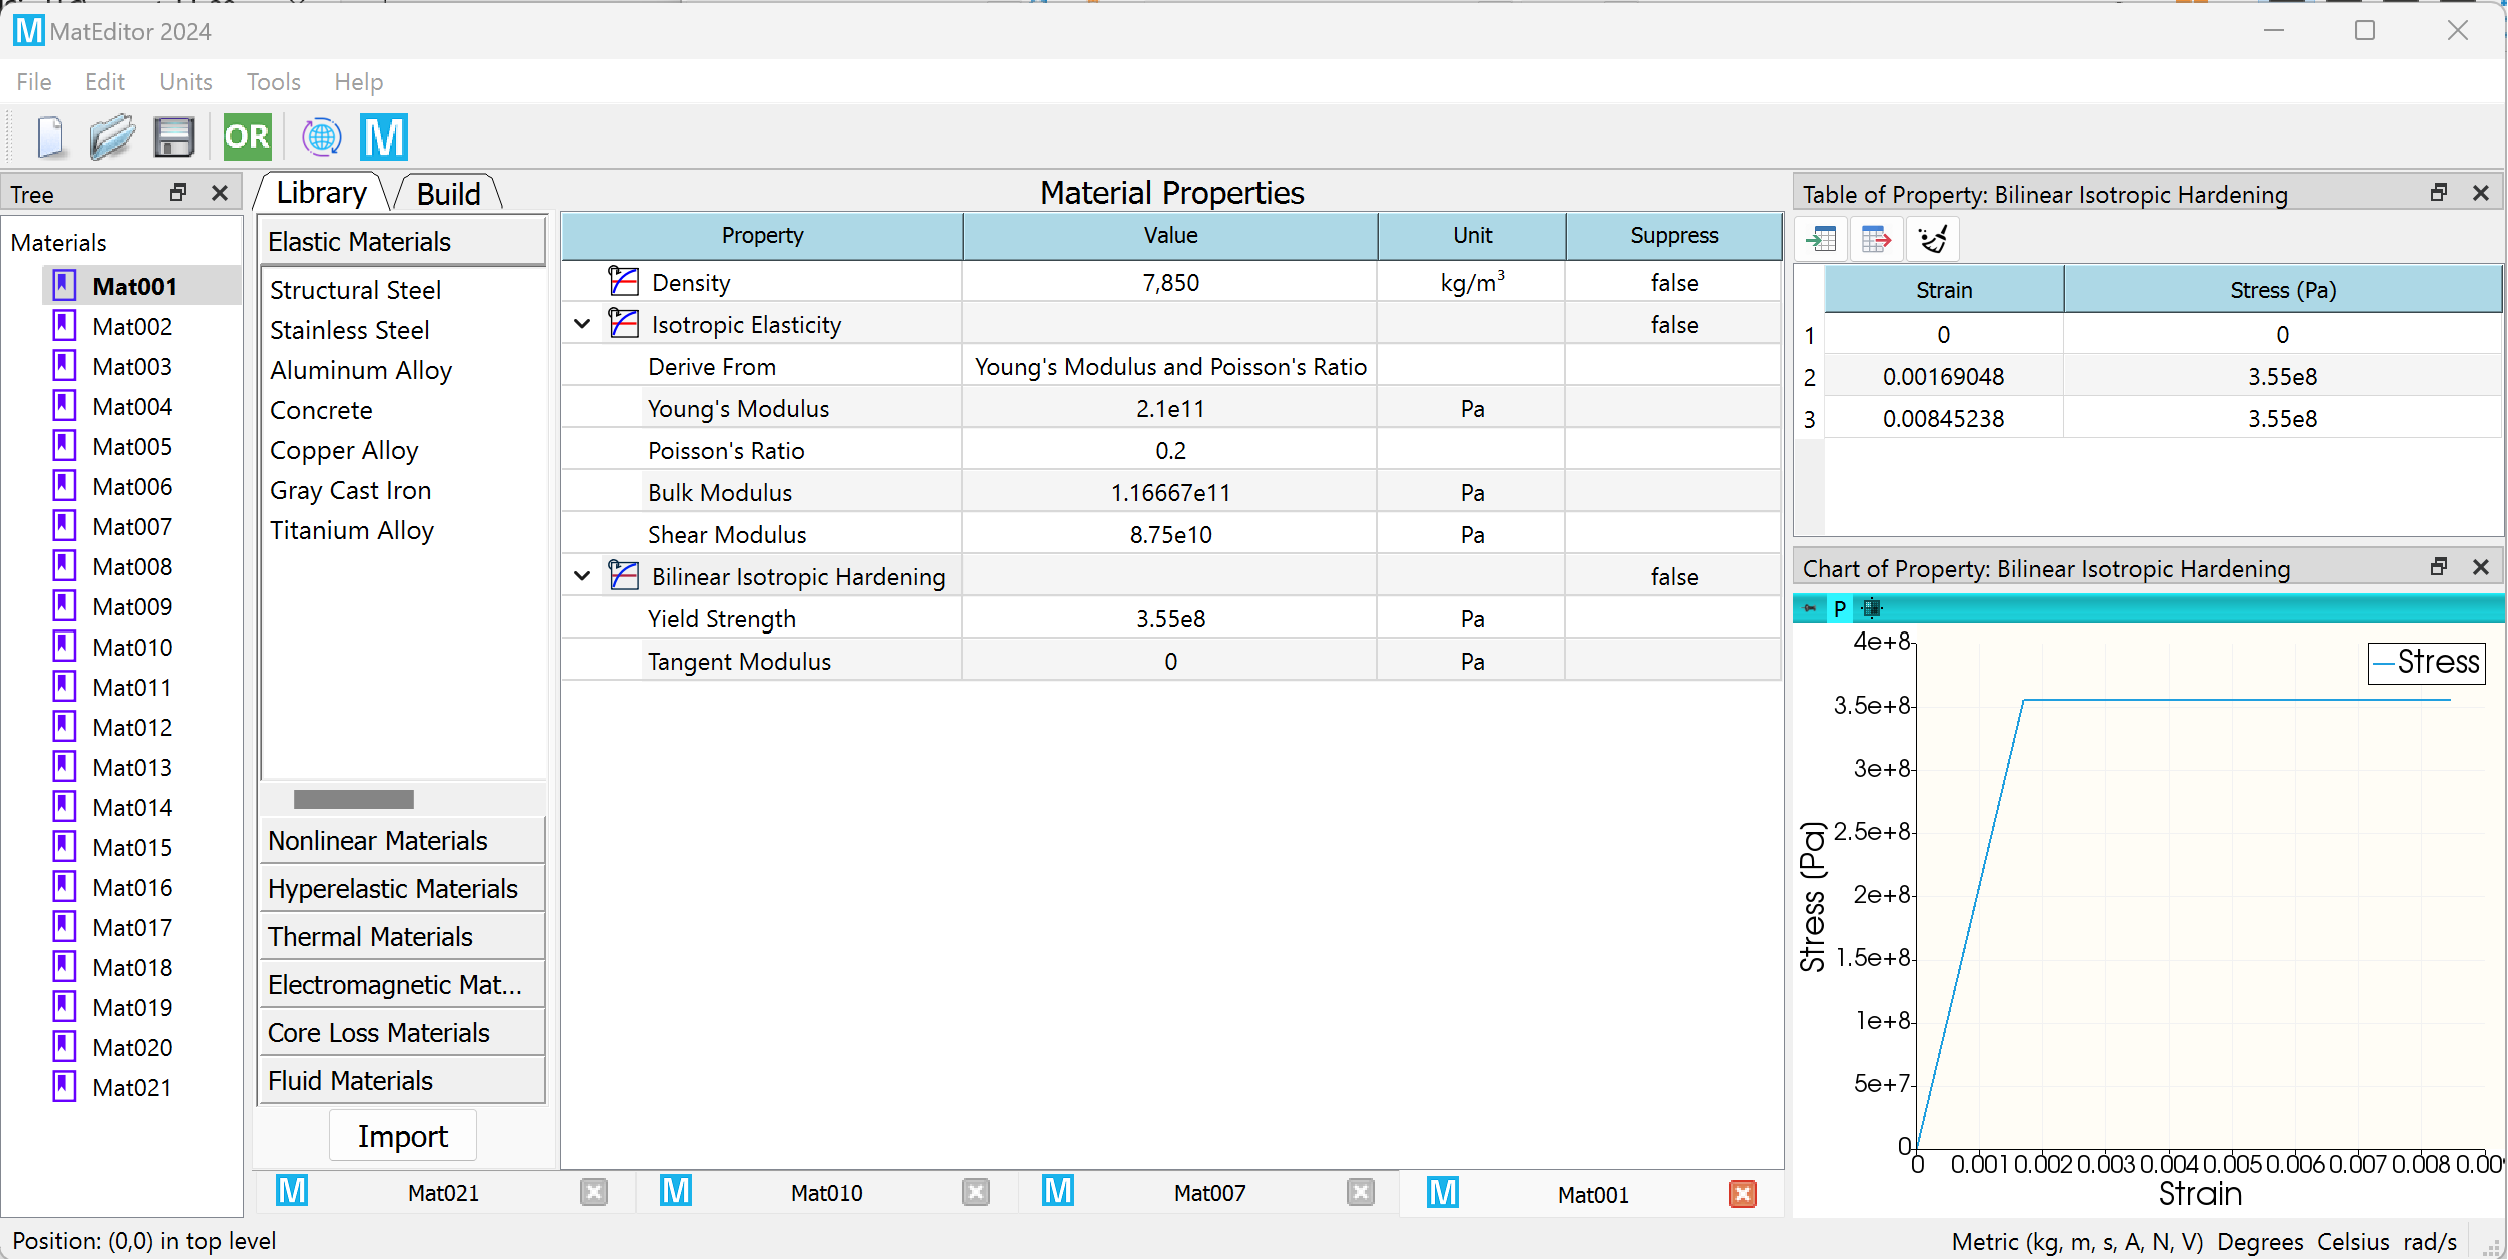 MatEditor 2024
File Edit Units Tools Help
OR M
Tree
Materials
Mat001
Mat002
Mat003
Mat004
Mat005
Mat006
Mat007
Mat008
Mat009
Mat010
Mat011
Mat012
Mat013
Mat014
Mat015
Mat016
Mat017
Mat018
Mat019
Mat020
Mat021
Library Build
Elastic Materials
Structural Steel
Stainless Steel
Aluminum Alloy
Concrete
Copper Alloy
Gray Cast Iron
Titanium Alloy
Nonlinear Materials
Hyperelastic Materials
Thermal Materials
Electromagnetic Mat...
Core Loss Materials
Fluid Materials
Import
Material Properties
Property Value Unit Suppress
Density 7,850 kg/m³ false
Isotropic Elasticity false
Derive From Young's Modulus and Poisson's Ratio
Young's Modulus 2.1e11 Pa
Poisson's Ratio 0.2
Bulk Modulus 1.16667e11 Pa
Shear Modulus 8.75e10 Pa
Bilinear Isotropic Hardening false
Yield Strength 3.55e8 Pa
Tangent Modulus 0 Pa
M Mat021
M Mat010
M Mat007
M Mat001
Table of Property: Bilinear Isotropic Hardening
Strain Stress (Pa)
1 0 0
2 0.00169048 3.55e8
3 0.00845238 3.55e8
Chart of Property: Bilinear Isotropic Hardening
P
Stress
4e+8
3.5e+8
3e+8
2.5e+8
2e+8
1.5e+8
1e+8
5e+7
0
Stress (Pa)
0 0.001 0.002 0.003 0.004 0.005 0.006 0.007 0.008 0.00
Strain
Position: (0,0) in top level
Metric (kg, m, s, A, N, V) Degrees Celsius rad/s